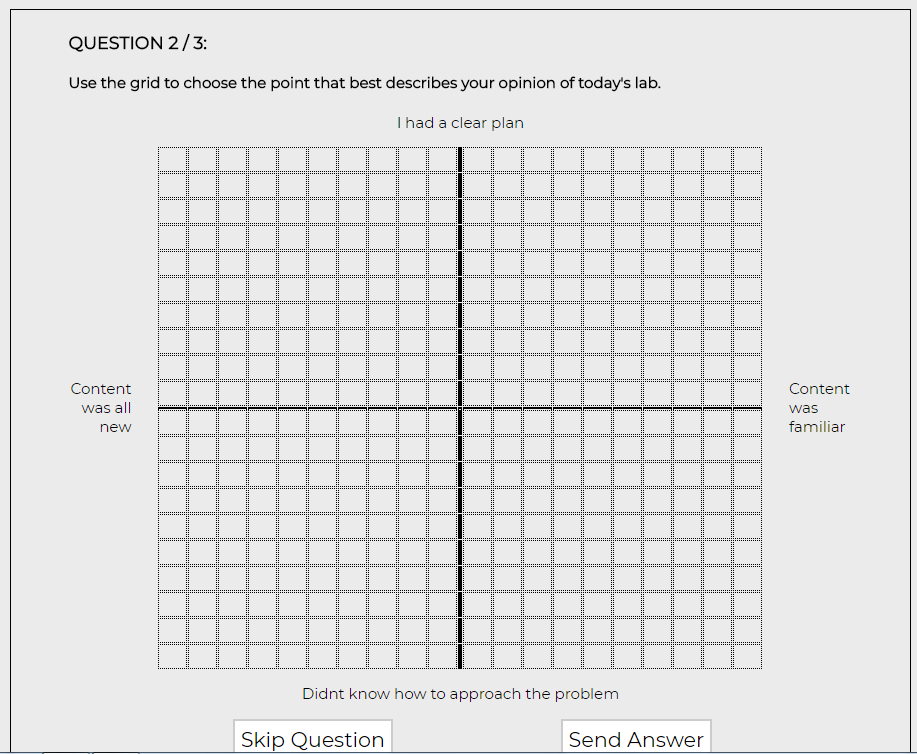 QUESTION 2 / 3:
Use the grid to choose the point that best describes your opinion of today's lab.
I had a clear plan
Content
was all
new
Content
was
familiar
Didnt know how to approach the problem
Skip Question
Send Answer